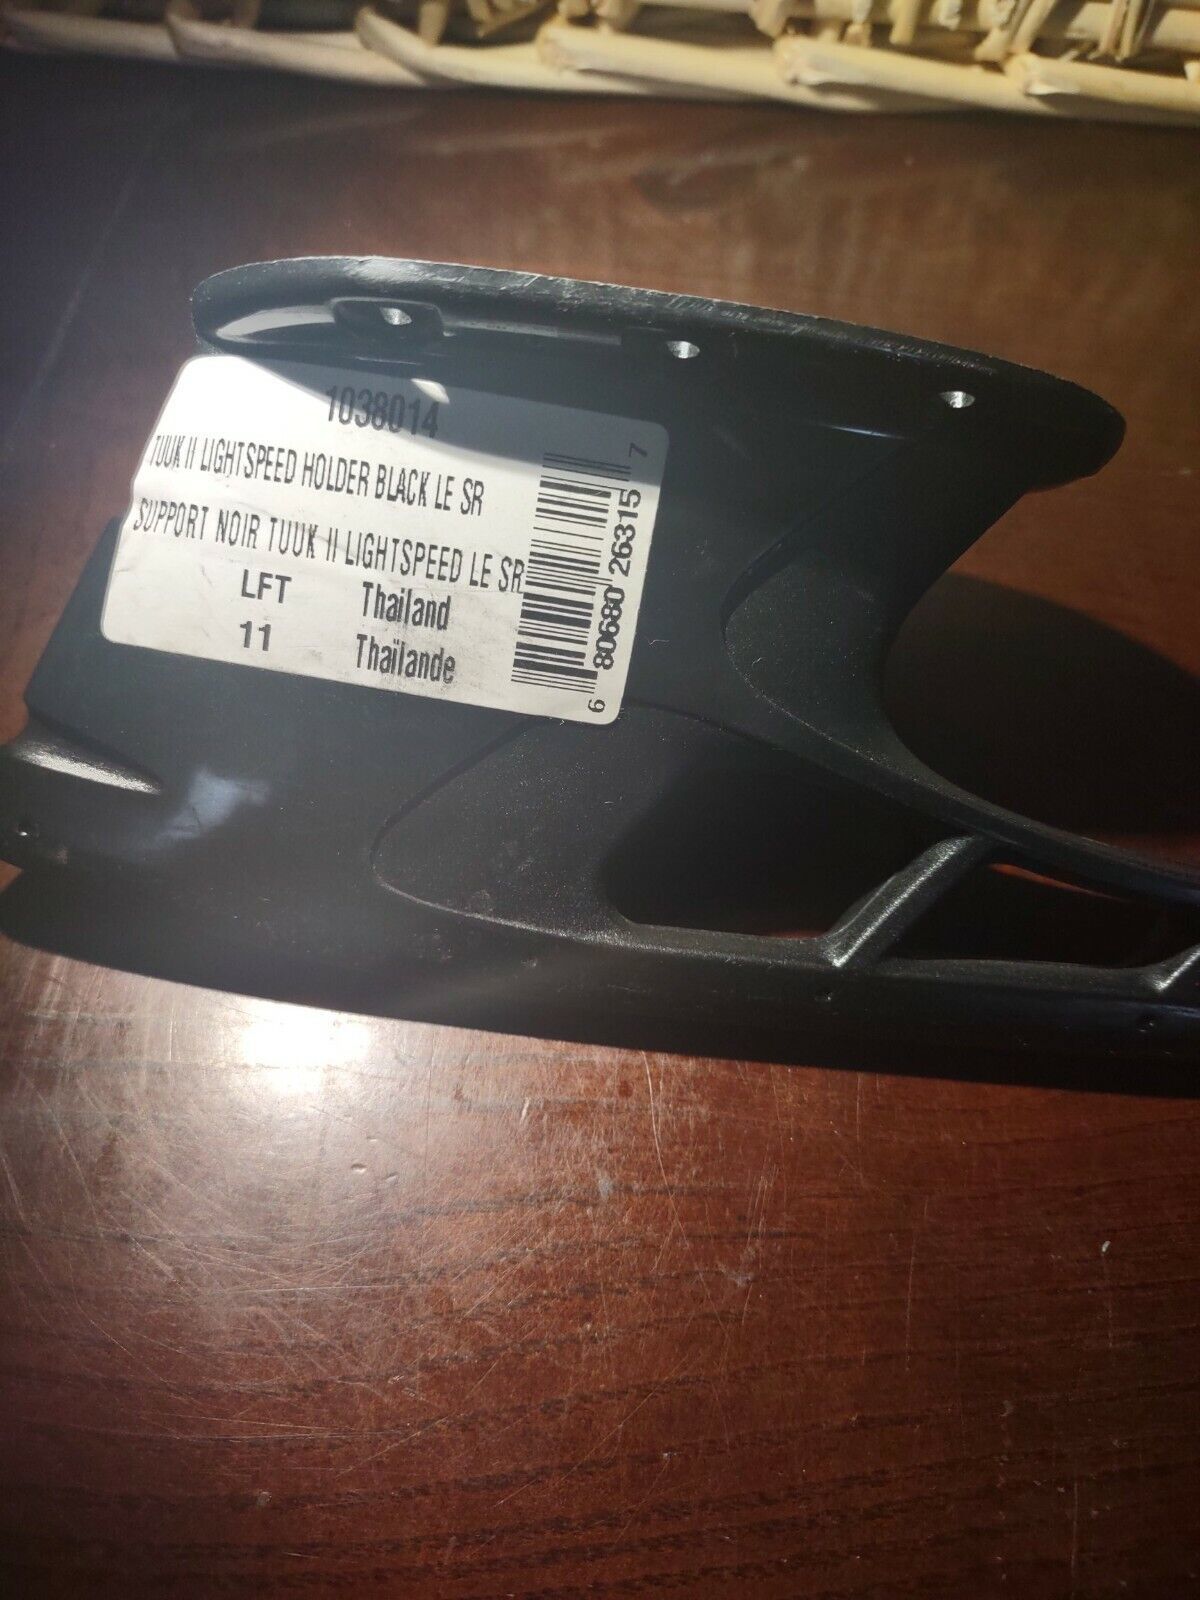 1038014
TUUK II LIGHTSPEED HOLDER BLACK LE SR
SUPPORT NOIR TUUK II LIGHTSPEED LE SR
LFT Thailand
11 Thaïlande
6 80680 26315 7